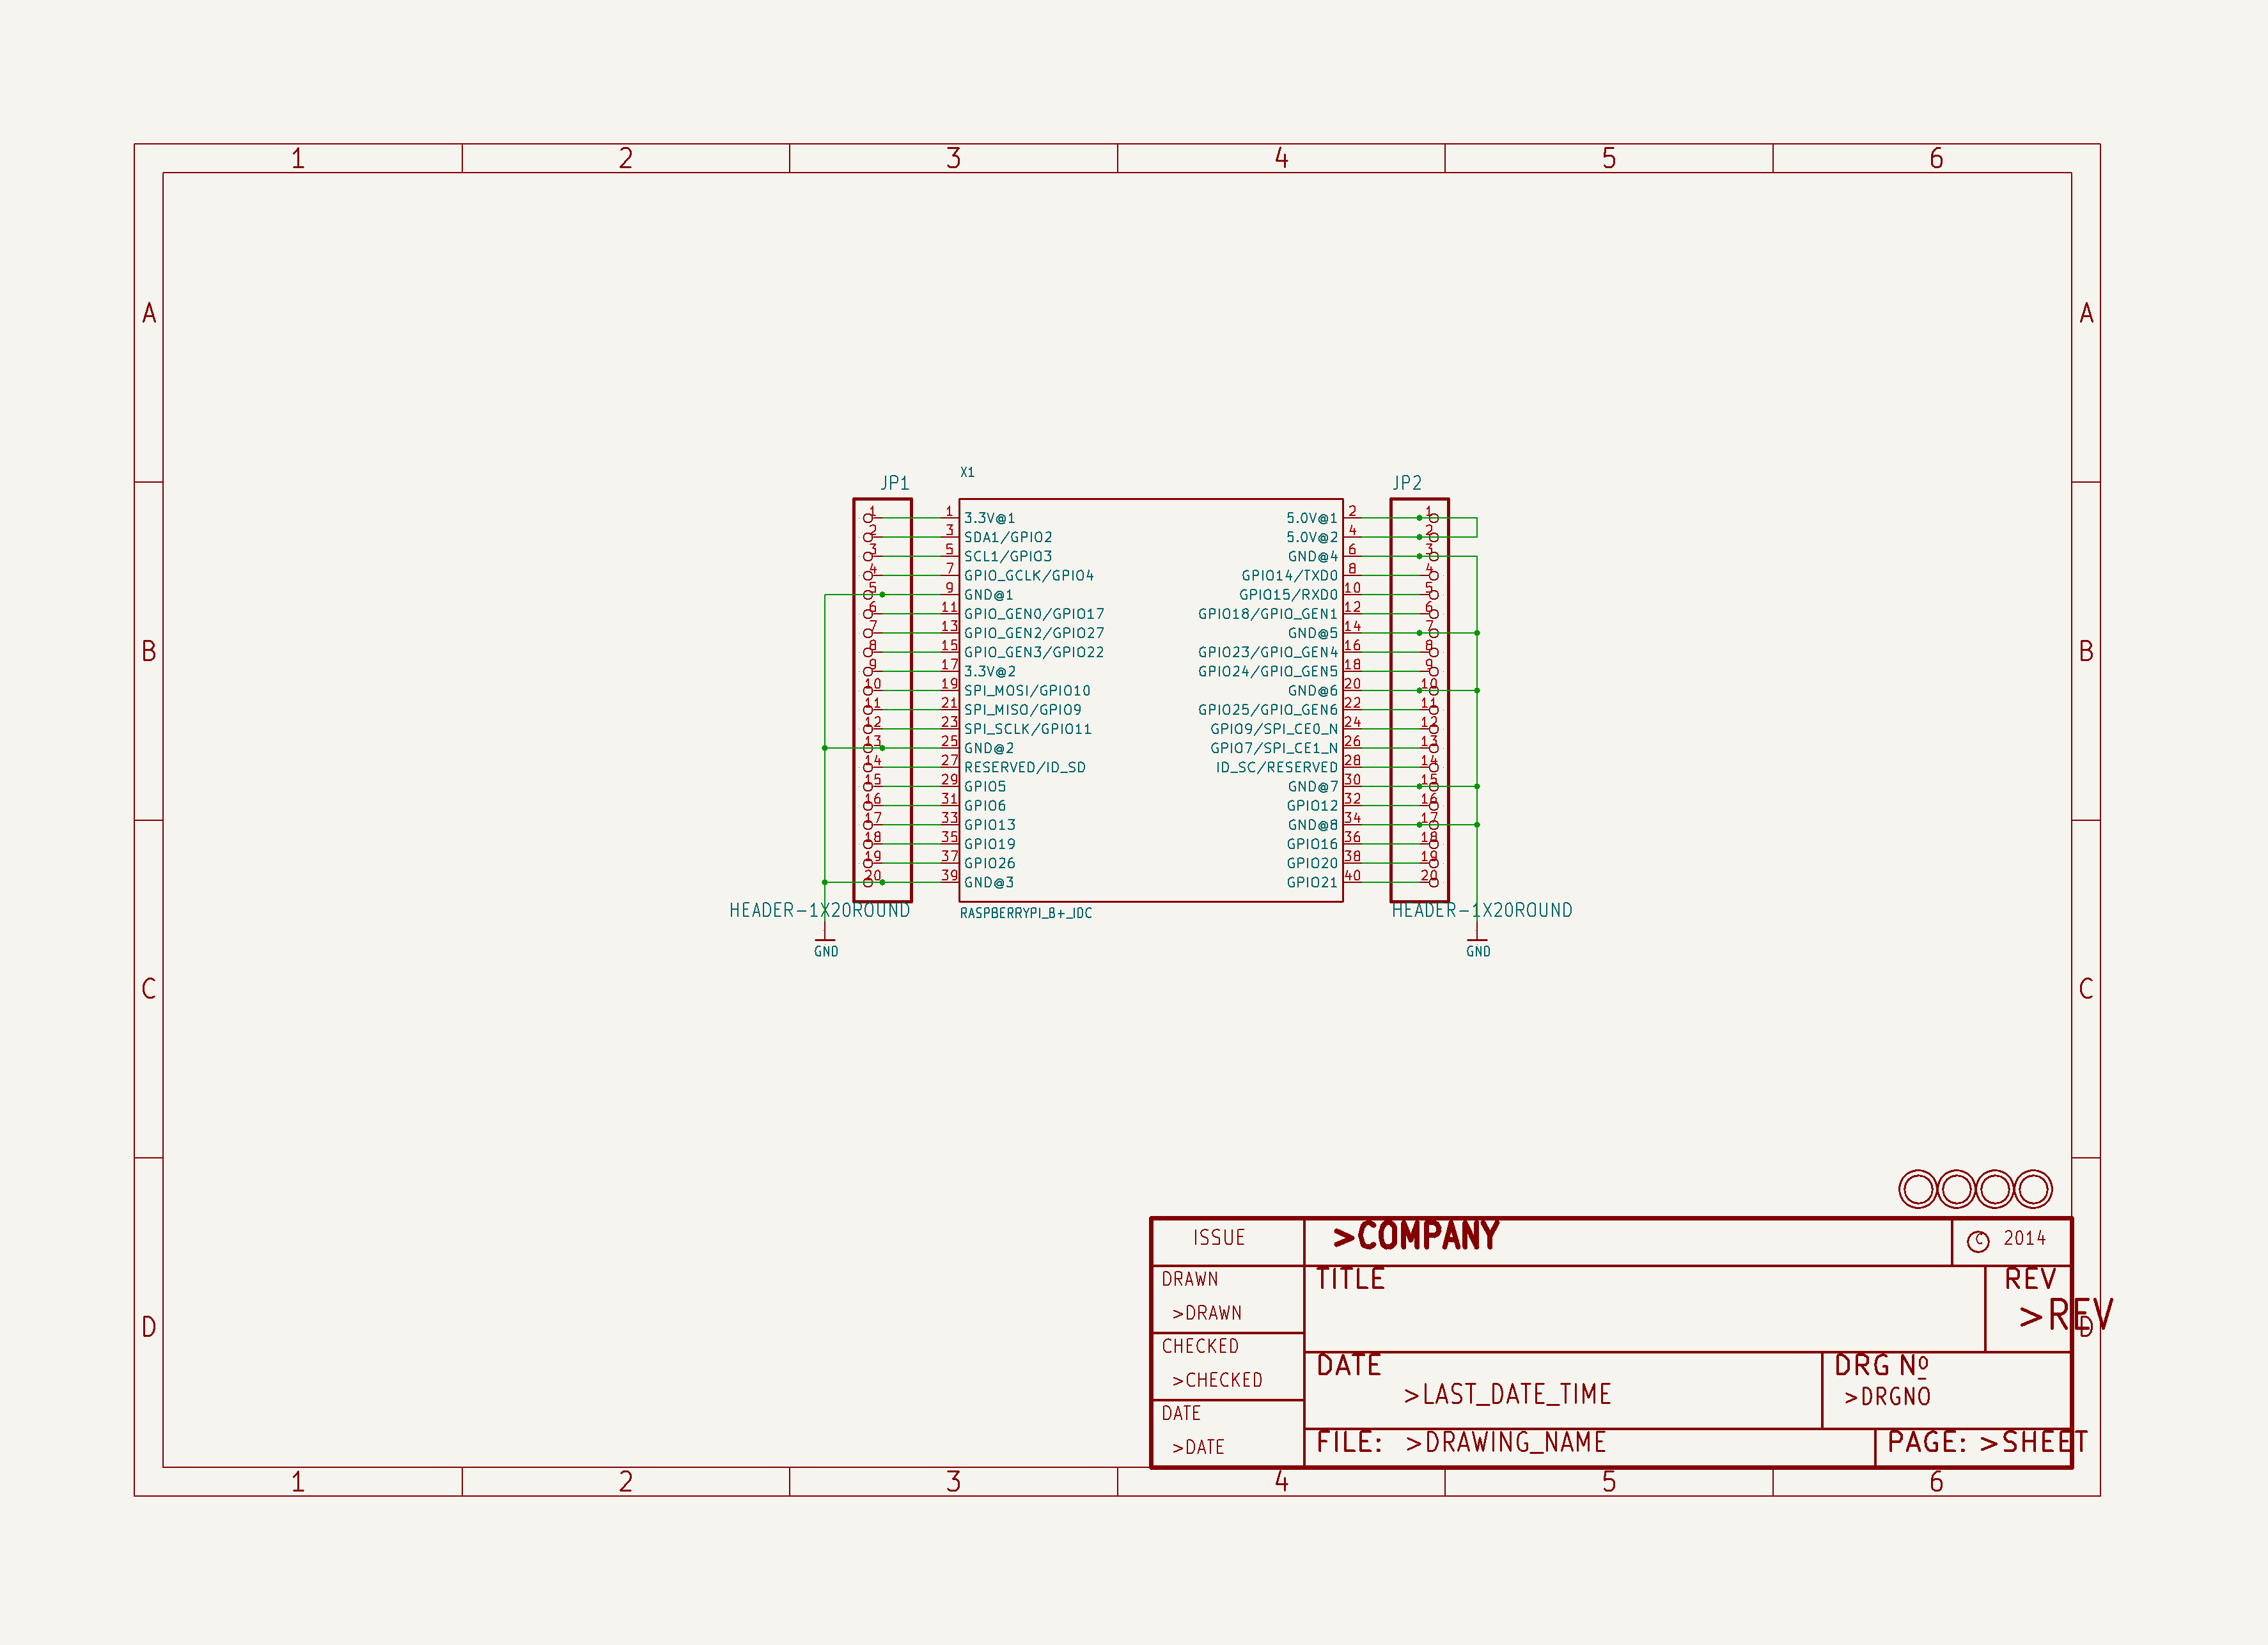 1 2 3 4 5 6
A A
X1
JP1 JP2
1 1 3.3V@1 5.0V@1 2 1
2 3 SDA1/GPIO2 5.0V@2 4 2
3 5 SCL1/GPIO3 GND@4 6 3
4 7 GPIO_GCLK/GPIO4 GPIO14/TXD0 8 4
5 9 GND@1 GPIO15/RXD0 10 5
6 11 GPIO_GEN0/GPIO17 GPIO18/GPIO_GEN1 12 6
7 13 GPIO_GEN2/GPIO27 GND@5 14 7
B 8 15 GPIO_GEN3/GPIO22 GPIO23/GPIO_GEN4 16 8 B
9 17 3.3V@2 GPIO24/GPIO_GEN5 18 9
10 19 SPI_MOSI/GPIO10 GND@6 20 10
11 21 SPI_MISO/GPIO9 GPIO25/GPIO_GEN6 22 11
12 23 SPI_SCLK/GPIO11 GPIO9/SPI_CE0_N 24 12
13 25 GND@2 GPIO7/SPI_CE1_N 26 13
14 27 RESERVED/ID_SD ID_SC/RESERVED 28 14
15 29 GPIO5 GND@7 30 15
16 31 GPIO6 GPIO12 32 16
17 33 GPIO13 GND@8 34 17
18 35 GPIO19 GPIO16 36 18
19 37 GPIO26 GPIO20 38 19
20 39 GND@3 GPIO21 40 20
HEADER-1X20ROUND RASPBERRYPI_B+_IDC HEADER-1X20ROUND
GND GND
C C
ISSUE >COMPANY © 2014
DRAWN TITLE REV
>DRAWN >REV
D D
CHECKED DATE DRG Nº
>CHECKED >LAST_DATE_TIME >DRGNO
DATE
>DATE FILE: >DRAWING_NAME PAGE: >SHEET
1 2 3 4 5 6